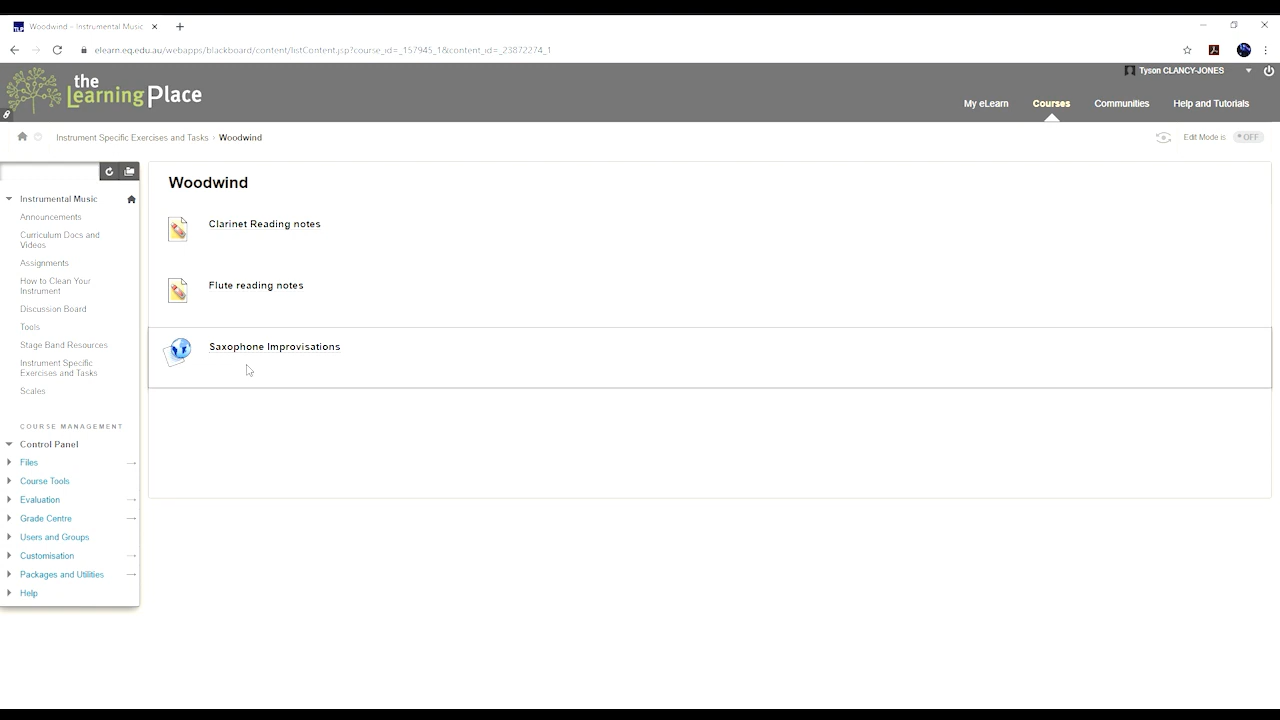 TLP
Woodwind - Instrumental Music
elearn.eq.edu.au/webapps/blackboard/content/listContent.jsp?course_id=_157945_1&content_id=_23872274_1
Tyson CLANCY-JONES
the
Learning Place
My eLearn Courses Communities Help and Tutorials
Instrument Specific Exercises and Tasks Woodwind
Edit Mode is OFF
Instrumental Music
Announcements
Curriculum Docs and
Videos
Assignments
How to Clean Your
Instrument
Discussion Board
Tools
Stage Band Resources
Instrument Specific
Exercises and Tasks
Scales
COURSE MANAGEMENT
Control Panel
Files
Course Tools
Evaluation
Grade Centre
Users and Groups
Customisation
Packages and Utilities
Help
Woodwind
Clarinet Reading notes
Flute reading notes
Saxophone Improvisations